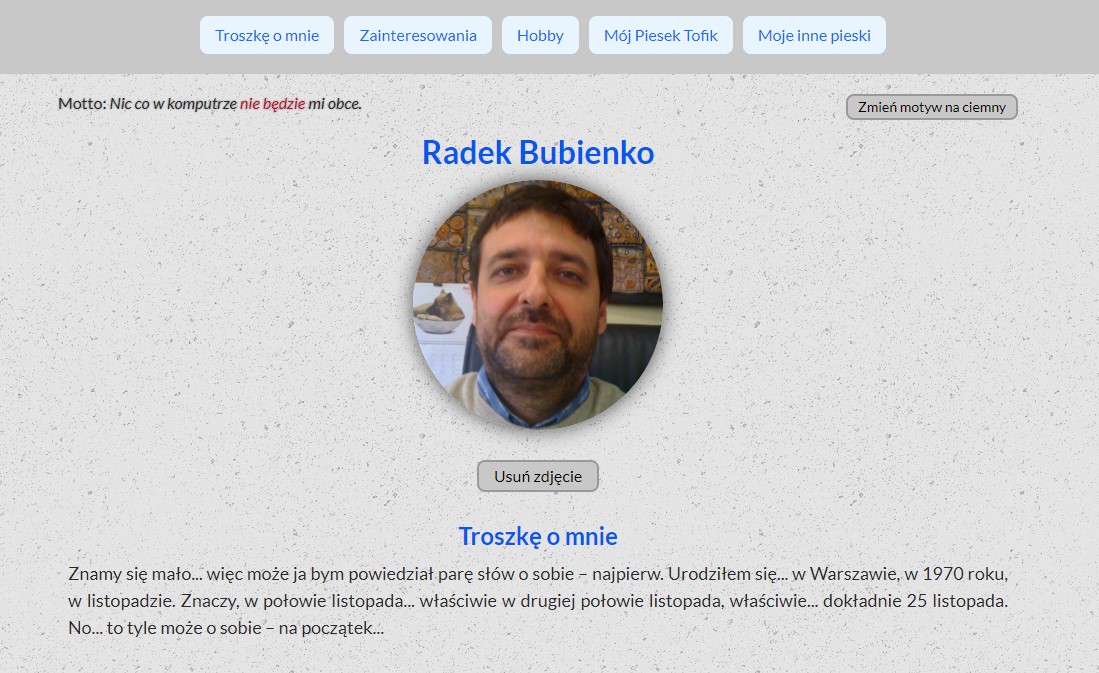 Troszkę o mnie
Zainteresowania
Hobby
Mój Piesek Tofik
Moje inne pieski
Motto: Nic co w komputrzę nie będzie mi obce.
Zmień motyw na ciemny
Radek Bubienko
Usuń zdjęcie
Troszkę o mnie
Znamy się mało... więc może ja bym powiedział parę słów o sobie – najpierw. Urodziłem się... w Warszawie, w 1970 roku,
w listopadzie. Znaczy, w połowie listopada... właściwie w drugiej połowie listopada, właściwie... dokładnie 25 listopada.
No... to tyle może o sobie – na początek...